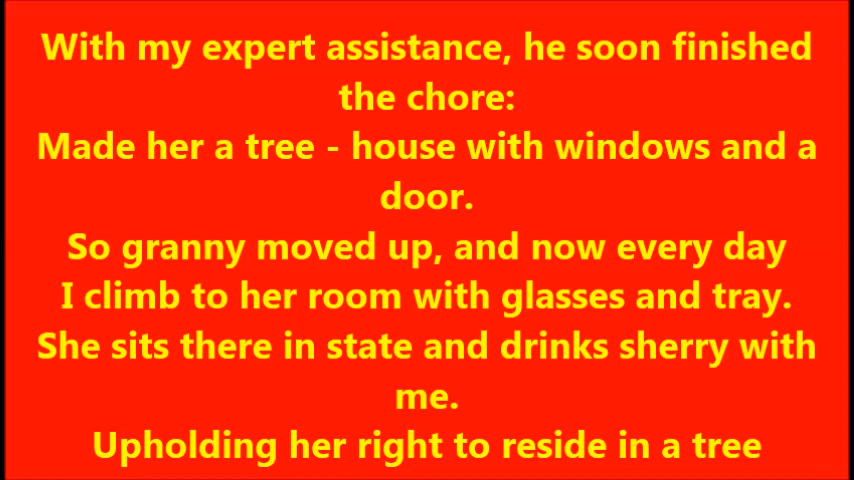 With my expert assistance, he soon finished
the chore:
Made her a tree - house with windows and a
door.
So granny moved up, and now every day
I climb to her room with glasses and tray.
She sits there in state and drinks sherry with
me.
Upholding her right to reside in a tree